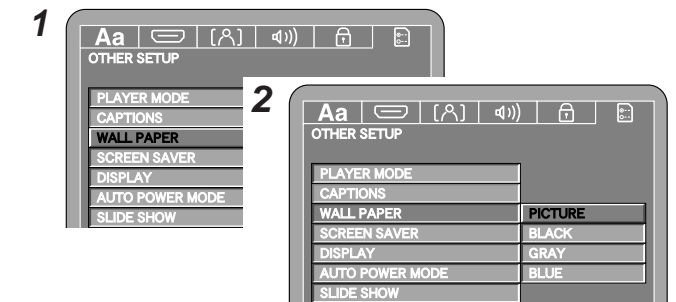 1
Aa
OTHER SETUP
PLAYER MODE
CAPTIONS
WALL PAPER
SCREEN SAVER
DISPLAY
AUTO POWER MODE
SLIDE SHOW
2
Aa
OTHER SETUP
PLAYER MODE
CAPTIONS
WALL PAPER PICTURE
SCREEN SAVER BLACK
DISPLAY GRAY
AUTO POWER MODE BLUE
SLIDE SHOW